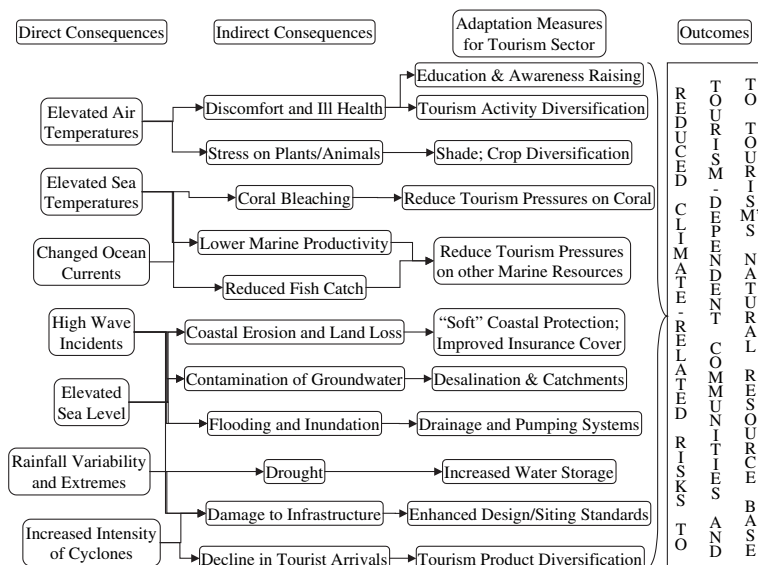 Direct Consequences
Indirect Consequences
Adaptation Measures
for Tourism Sector
Outcomes
Elevated Air
Temperatures
Discomfort and Ill Health
Education & Awareness Raising
Tourism Activity Diversification
Stress on Plants/Animals
Shade; Crop Diversification
Elevated Sea
Temperatures
Coral Bleaching
Reduce Tourism Pressures on Coral
Changed Ocean
Currents
Lower Marine Productivity
Reduced Fish Catch
Reduce Tourism Pressures
on other Marine Resources
High Wave
Incidents
Coastal Erosion and Land Loss
“Soft” Coastal Protection;
Improved Insurance Cover
Elevated
Sea Level
Contamination of Groundwater
Desalination & Catchments
Flooding and Inundation
Drainage and Pumping Systems
Rainfall Variability
and Extremes
Drought
Increased Water Storage
Increased Intensity
of Cyclones
Damage to Infrastructure
Enhanced Design/Siting Standards
Decline in Tourist Arrivals
Tourism Product Diversification
REDUCED CLIMATE-RELATED RISKS TO
TOURISM-DEPENDENT COMMUNITIES AND
TO TOURISM’S NATURAL RESOURCE BASE